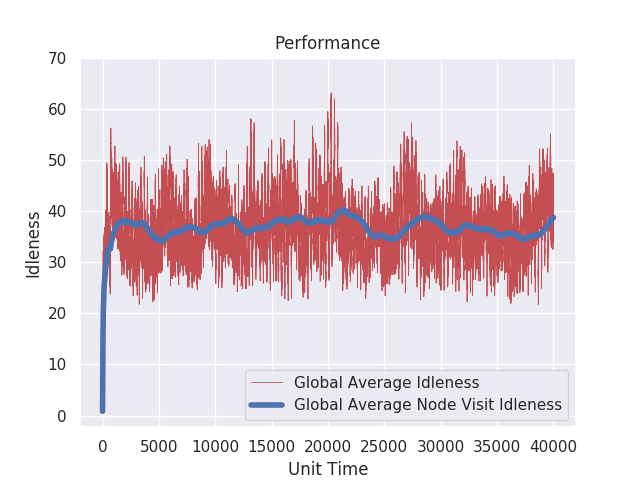 Performance
70
60
50
40
30
20
10
0
Idleness
0 5000 10000 15000 20000 25000 30000 35000 40000
Unit Time
Global Average Idleness
Global Average Node Visit Idleness